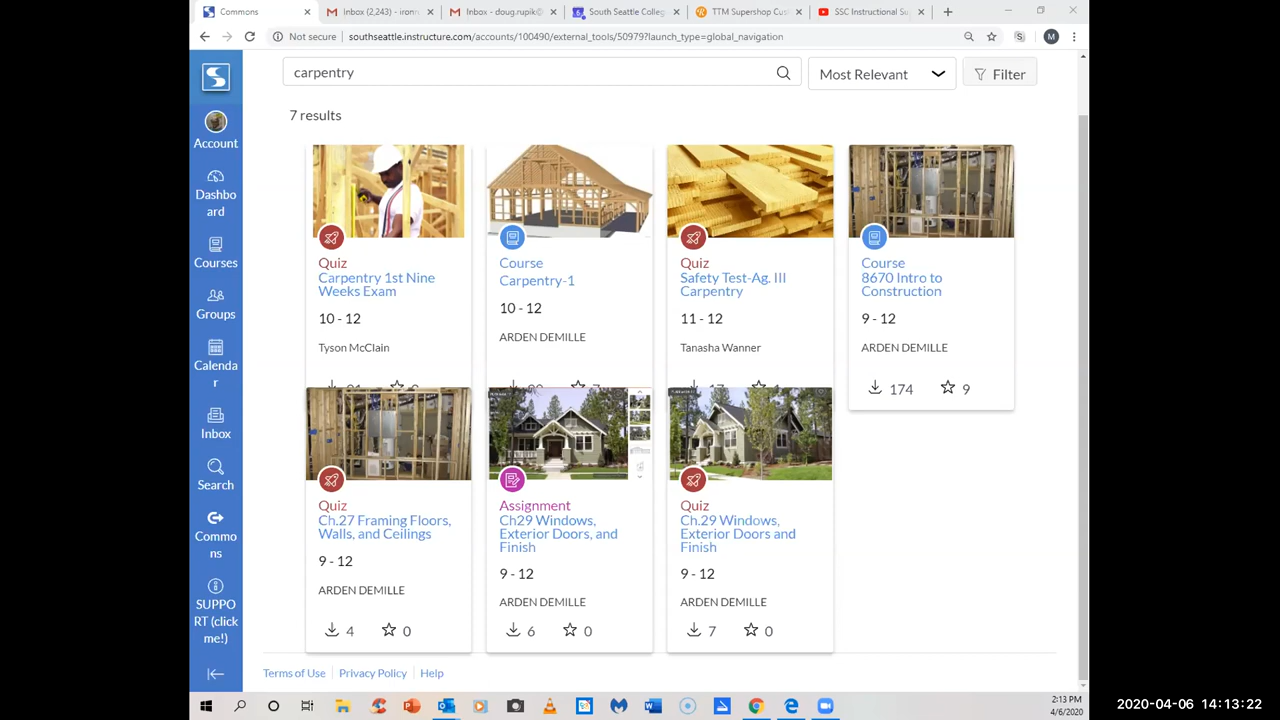 Commons
Inbox (2,243) - ironr
Inbox - doug.rupik@
South Seattle Colleg
TTM Supershop Cus
SSC Instructional Su
Not secure
southseattle.instructure.com/accounts/100490/external_tools/50979?launch_type=global_navigation
M
carpentry
Most Relevant
Filter
7 results
Account
Dashbo
ard
Courses
Groups
Calenda
r
Inbox
Search
Commo
ns
SUPPO
RT (click
me!)
Quiz
Carpentry 1st Nine
Weeks Exam
10 - 12
Tyson McClain
Course
Carpentry-1
10 - 12
ARDEN DEMILLE
Quiz
Safety Test-Ag. III
Carpentry
11 - 12
Tanasha Wanner
Course
8670 Intro to
Construction
9 - 12
ARDEN DEMILLE
174 9
Quiz
Ch.27 Framing Floors,
Walls, and Ceilings
9 - 12
ARDEN DEMILLE
4 0
Assignment
Ch29 Windows,
Exterior Doors, and
Finish
9 - 12
ARDEN DEMILLE
6 0
Quiz
Ch.29 Windows,
Exterior Doors and
Finish
9 - 12
ARDEN DEMILLE
7 0
Terms of Use
Privacy Policy
Help
2:13 PM
4/6/2020
2020-04-06 14:13:22